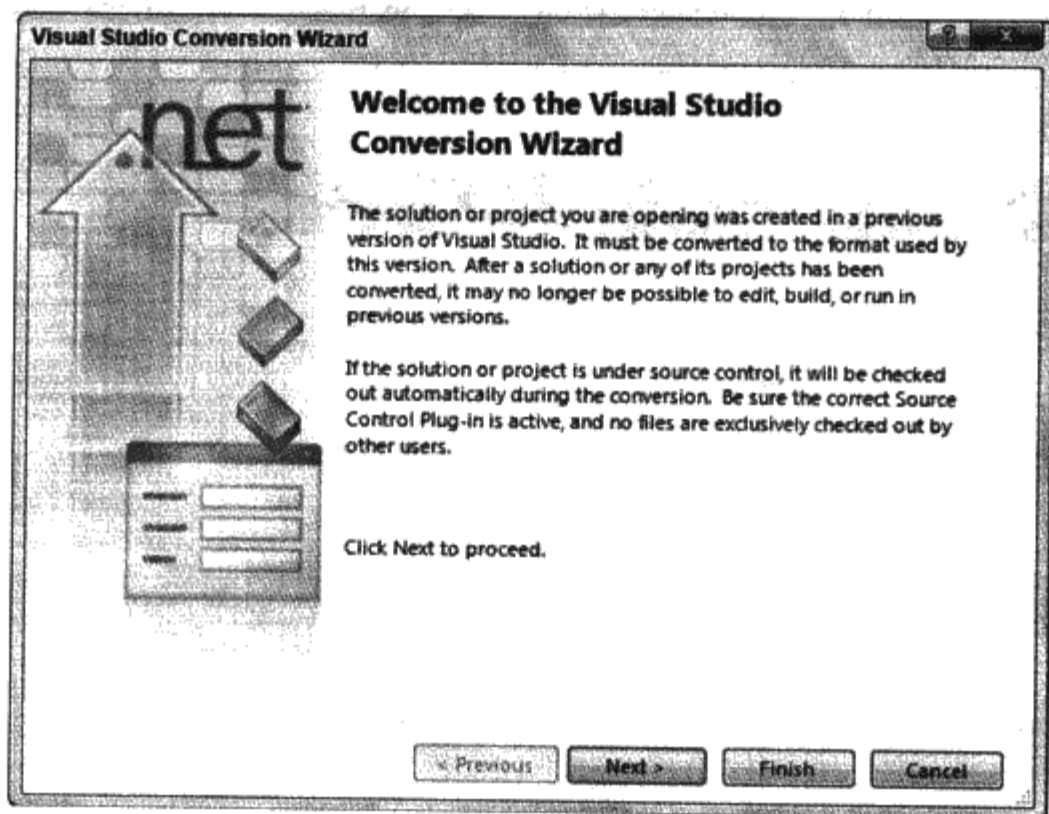 Visual Studio Conversion Wizard
.net
Welcome to the Visual Studio
Conversion Wizard
The solution or project you are opening was created in a previous
version of Visual Studio. It must be converted to the format used by
this version. After a solution or any of its projects has been
converted, it may no longer be possible to edit, build, or run in
previous versions.
If the solution or project is under source control, it will be checked
out automatically during the conversion. Be sure the correct Source
Control Plug-in is active, and no files are exclusively checked out by
other users.
Click Next to proceed.
< Previous
Next >
Finish
Cancel